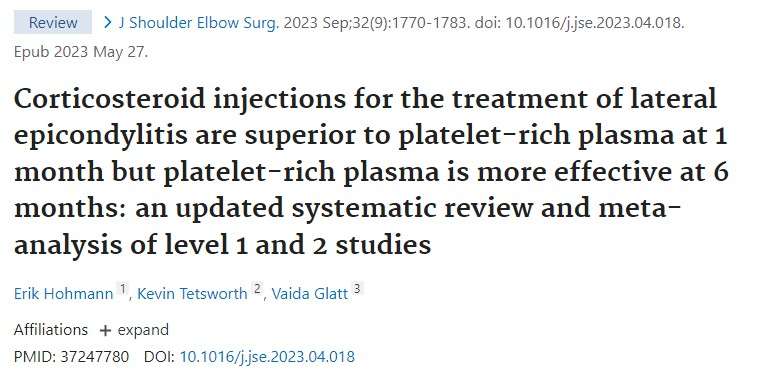 Review > J Shoulder Elbow Surg. 2023 Sep;32(9):1770-1783. doi: 10.1016/j.jse.2023.04.018.
Epub 2023 May 27.
Corticosteroid injections for the treatment of lateral
epicondylitis are superior to platelet-rich plasma at 1
month but platelet-rich plasma is more effective at 6
months: an updated systematic review and meta-
analysis of level 1 and 2 studies
Erik Hohmann 1, Kevin Tetsworth 2, Vaida Glatt 3
Affiliations + expand
PMID: 37247780 DOI: 10.1016/j.jse.2023.04.018